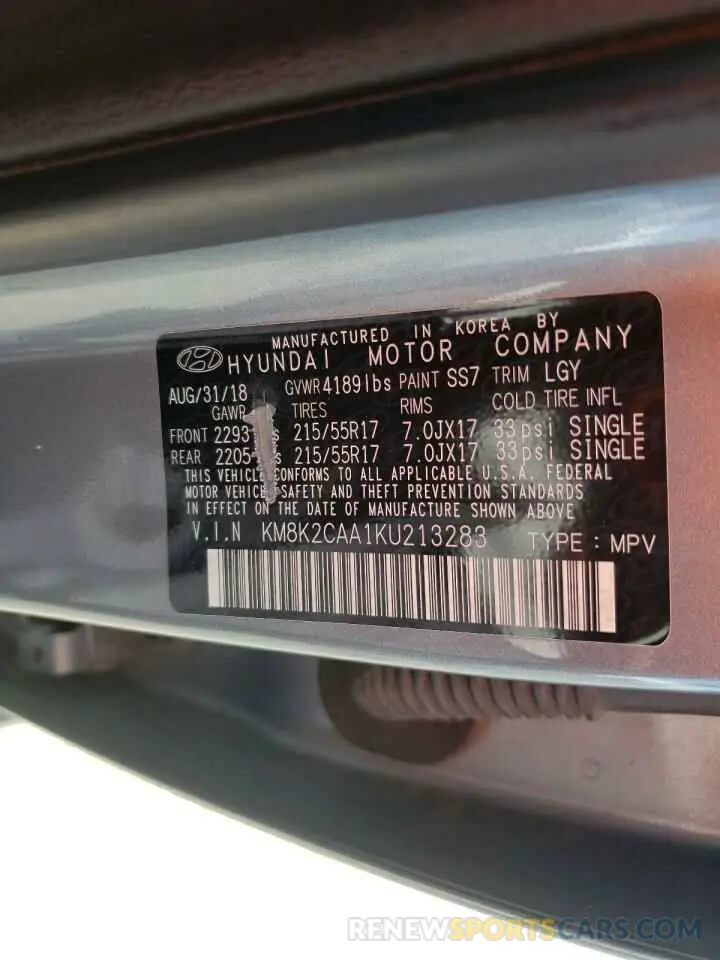 MANUFACTURED IN KOREA BY
HYUNDAI MOTOR COMPANY
AUG/31/18 GVWR 4189lbs PAINT SS7 TRIM LGY
GAWR TIRES RIMS COLD TIRE INFL
FRONT 2293 215/55R17 7.0JX17 33psi SINGLE
REAR 2205 215/55R17 7.0JX17 33psi SINGLE
THIS VEHICLE CONFORMS TO ALL APPLICABLE U.S.A. FEDERAL
MOTOR VEHICLE SAFETY AND THEFT PREVENTION STANDARDS
IN EFFECT ON THE DATE OF MANUFACTURE SHOWN ABOVE
V.I.N KM8K2CAA1KU213283 TYPE : MPV
RENEWSPORTSCARS.COM